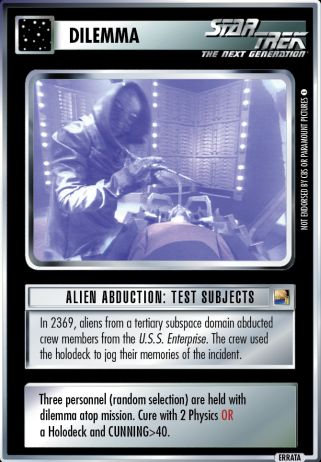 DILEMMA
STAR TREK
THE NEXT GENERATION®
NOT ENDORSED BY CBS OR PARAMOUNT PICTURES
ALIEN ABDUCTION: TEST SUBJECTS
In 2369, aliens from a tertiary subspace domain abducted
crew members from the U.S.S. Enterprise. The crew used
the holodeck to jog their memories of the incident.
Three personnel (random selection) are held with
dilemma atop mission. Cure with 2 Physics OR
a Holodeck and CUNNING>40.
ERRATA